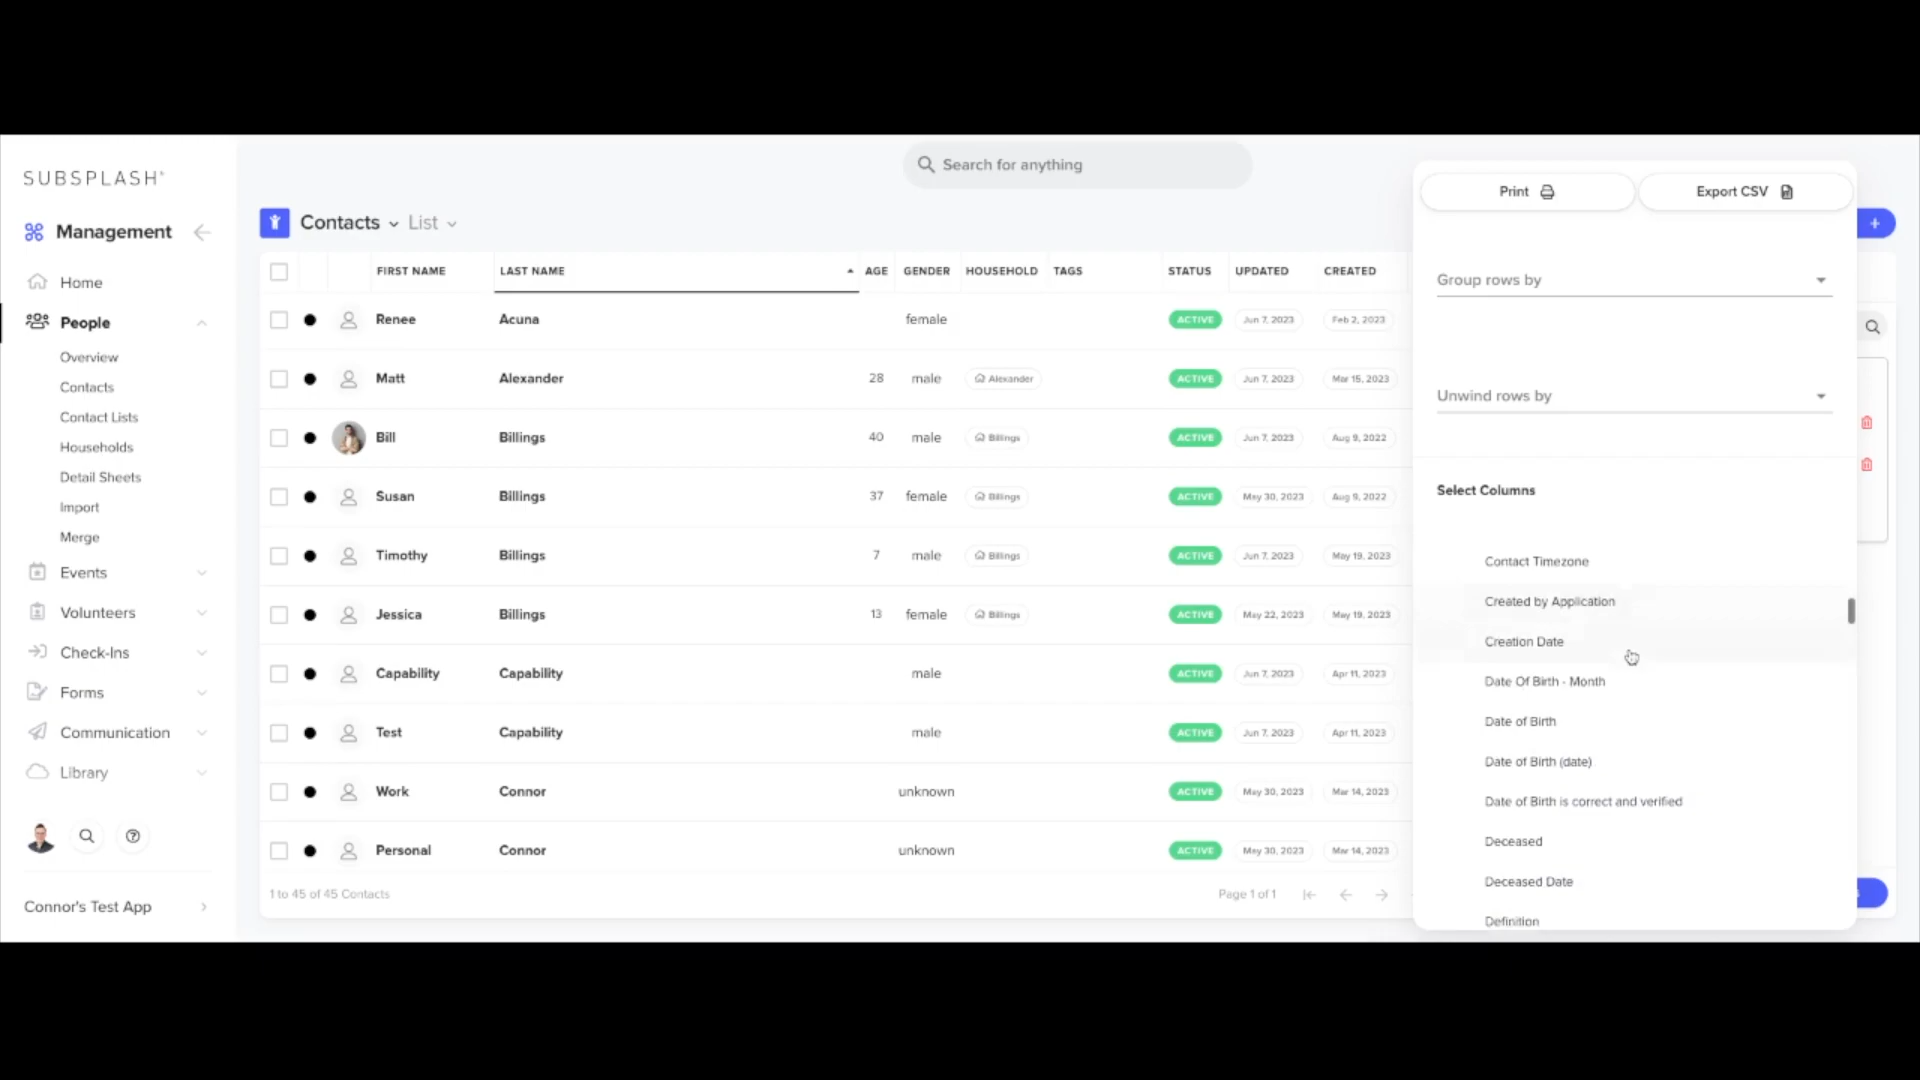 SUBSPLASH
Management
Home
People
Overview
Contacts
Contact Lists
Households
Detail Sheets
Import
Merge
Events
Volunteers
Check-Ins
Forms
Communication
Library
Connor's Test App
Search for anything
Contacts List
FIRST NAME LAST NAME AGE GENDER HOUSEHOLD TAGS STATUS UPDATED CREATED
Renee Acuna female ACTIVE Jun 7, 2023 Feb 2, 2023
Matt Alexander 28 male Alexander ACTIVE Jun 7, 2023 Mar 15, 2023
Bill Billings 40 male Billings ACTIVE Jun 7, 2023 Aug 9, 2022
Susan Billings 37 female Billings ACTIVE May 30, 2023 Aug 9, 2022
Timothy Billings 7 male Billings ACTIVE Jun 7, 2023 May 19, 2023
Jessica Billings 13 female Billings ACTIVE May 22, 2023 May 19, 2023
Capability Capability male ACTIVE Jun 7, 2023 Apr 11, 2023
Test Capability male ACTIVE Jun 7, 2023 Apr 11, 2023
Work Connor unknown ACTIVE May 30, 2023 Mar 14, 2023
Personal Connor unknown ACTIVE May 30, 2023 Mar 14, 2023
1 to 45 of 45 Contacts Page 1 of 1
Print Export CSV
Group rows by
Unwind rows by
Select Columns
Contact Timezone
Created by Application
Creation Date
Date Of Birth - Month
Date of Birth
Date of Birth (date)
Date of Birth is correct and verified
Deceased
Deceased Date
Definition